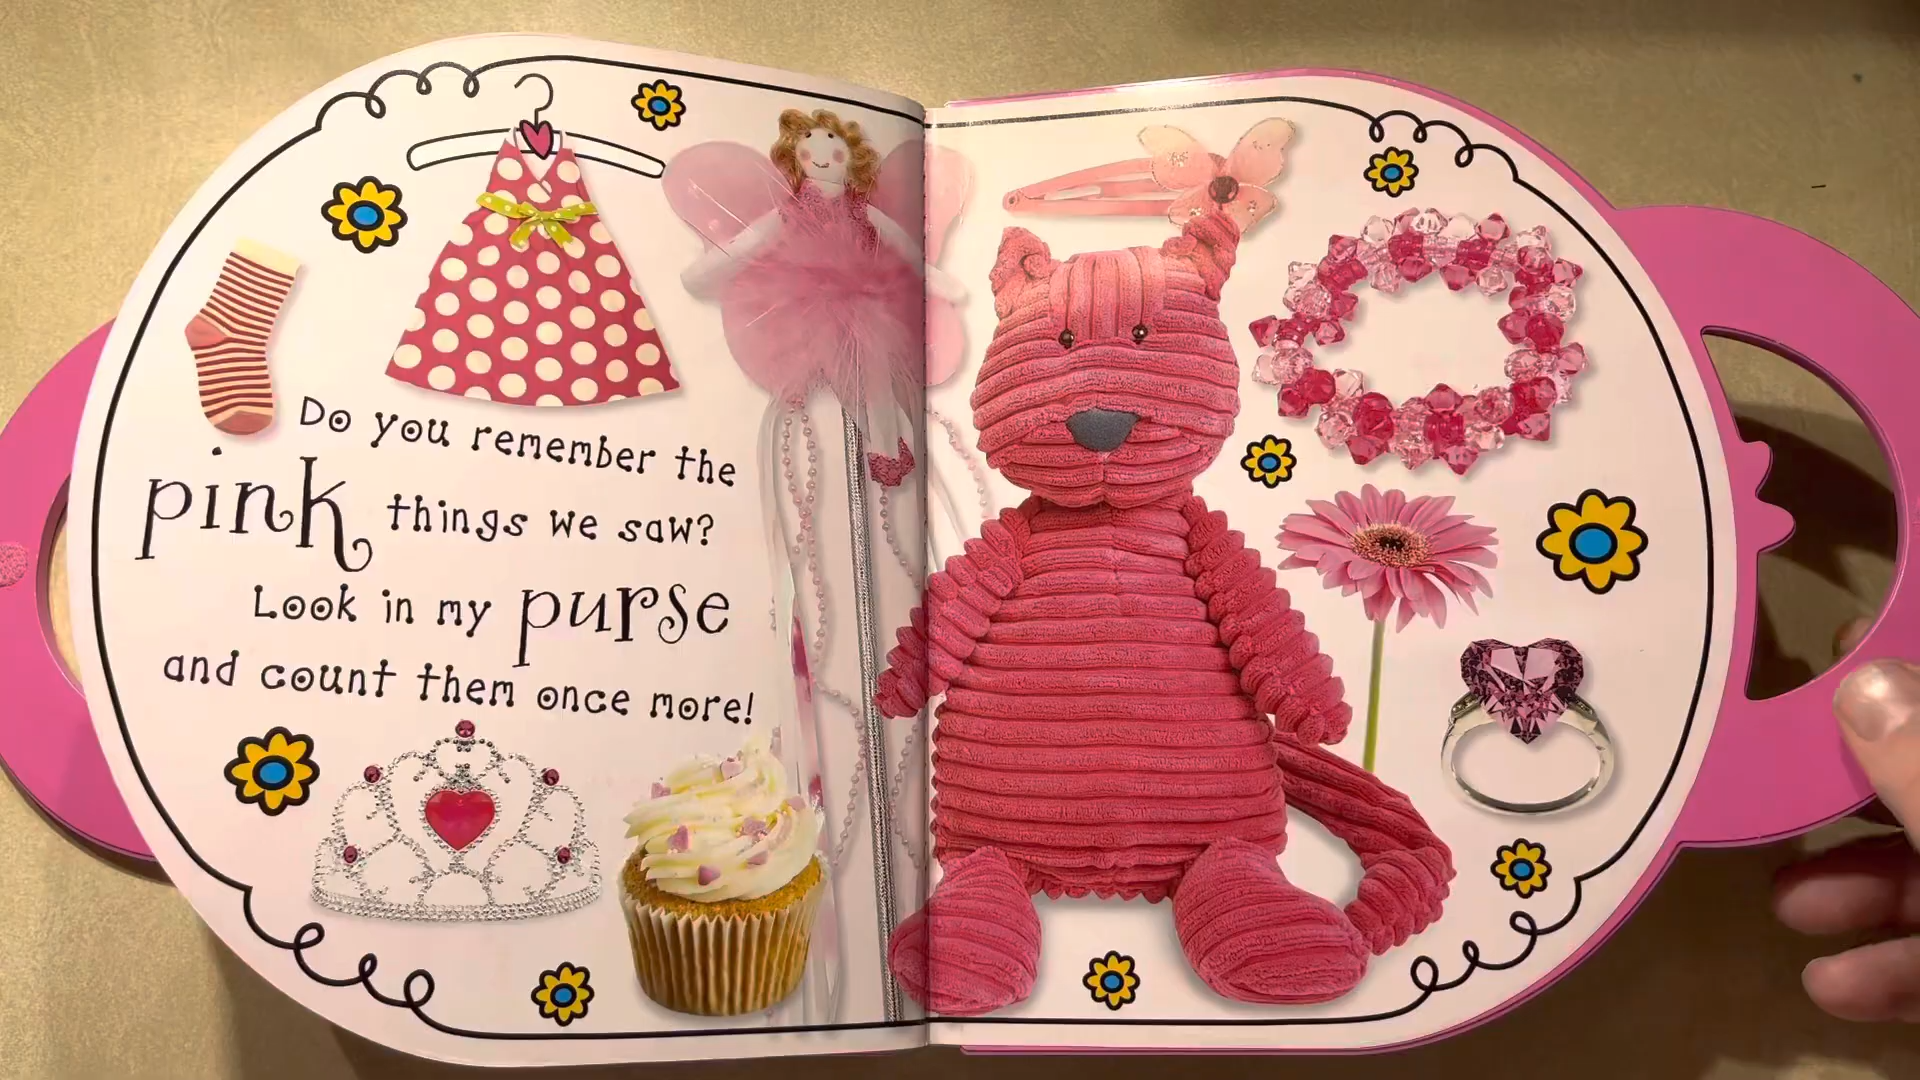 Do you remember the
pink things we saw?
Look in my purse
and count them once more!